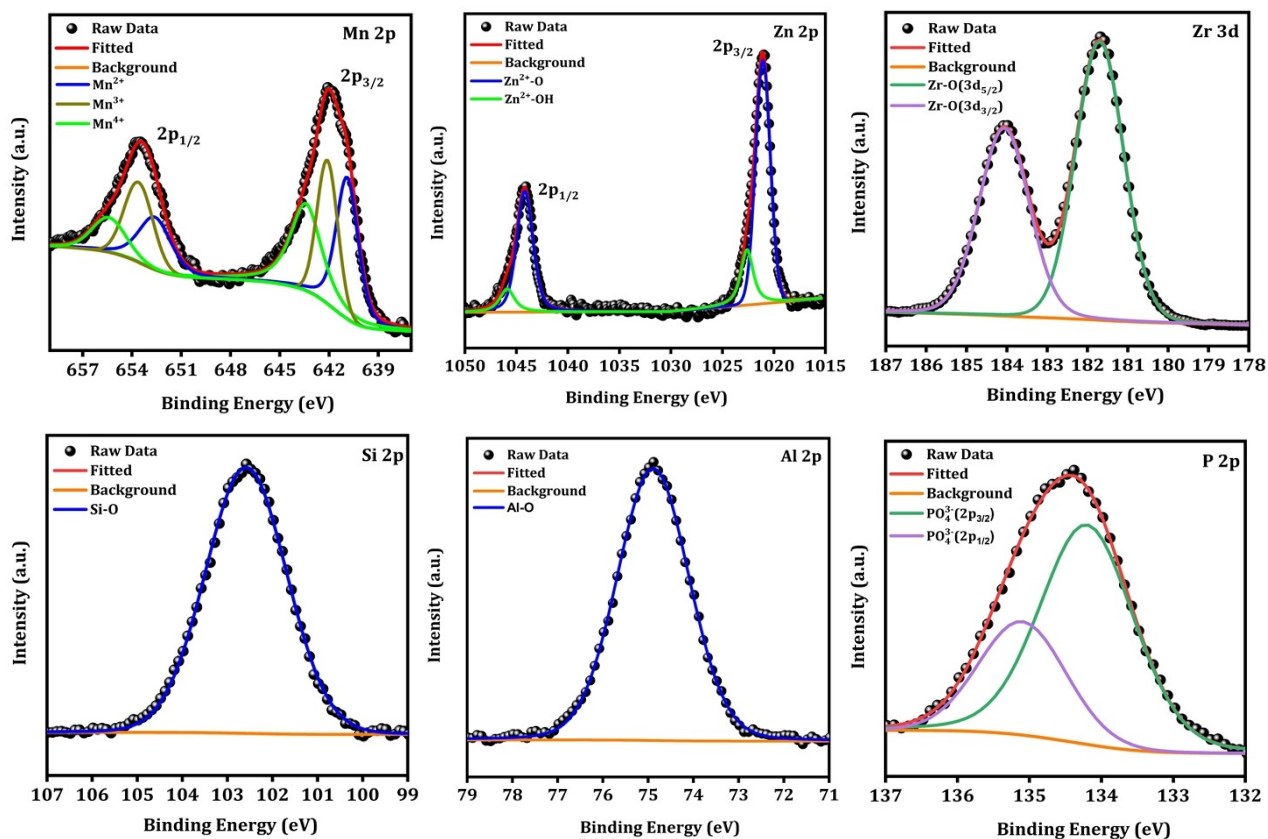 Raw Data
Fitted
Background
Mn²⁺
Mn³⁺
Mn⁴⁺
Mn 2p
2p₃/₂
2p₁/₂
Intensity (a.u.)
657 654 651 648 645 642 639
Binding Energy (eV)
Raw Data
Fitted
Background
Zn²⁺-O
Zn²⁺-OH
Zn 2p
2p₃/₂
2p₁/₂
Intensity (a.u.)
1050 1045 1040 1035 1030 1025 1020 1015
Binding Energy (eV)
Raw Data
Fitted
Background
Zr-O(3d₅/₂)
Zr-O(3d₃/₂)
Zr 3d
Intensity (a.u.)
187 186 185 184 183 182 181 180 179 178
Binding Energy (eV)
Raw Data
Fitted
Background
Si-O
Si 2p
Intensity (a.u.)
107 106 105 104 103 102 101 100 99
Binding Energy (eV)
Raw Data
Fitted
Background
Al-O
Al 2p
Intensity (a.u.)
79 78 77 76 75 74 73 72 71
Binding Energy (eV)
Raw Data
Fitted
Background
PO₄³⁻(2p₃/₂)
PO₄³⁻(2p₁/₂)
P 2p
Intensity (a.u.)
137 136 135 134 133 132
Binding Energy (eV)